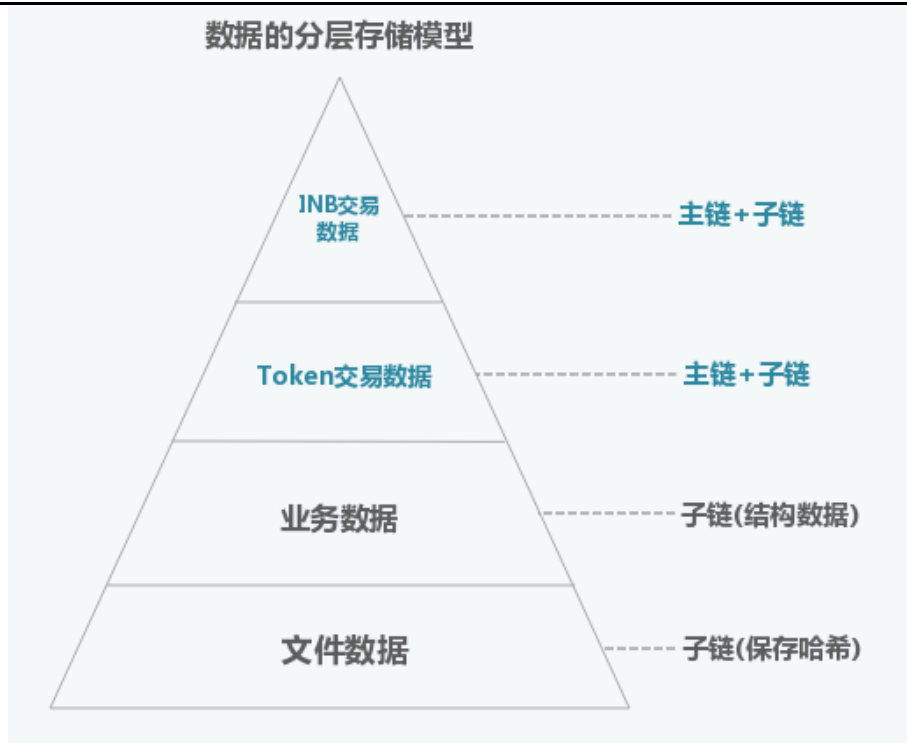 数据的分层存储模型
INB交易
数据
主链+子链
Token交易数据
主链+子链
业务数据
子链(结构数据)
文件数据
子链(保存哈希)